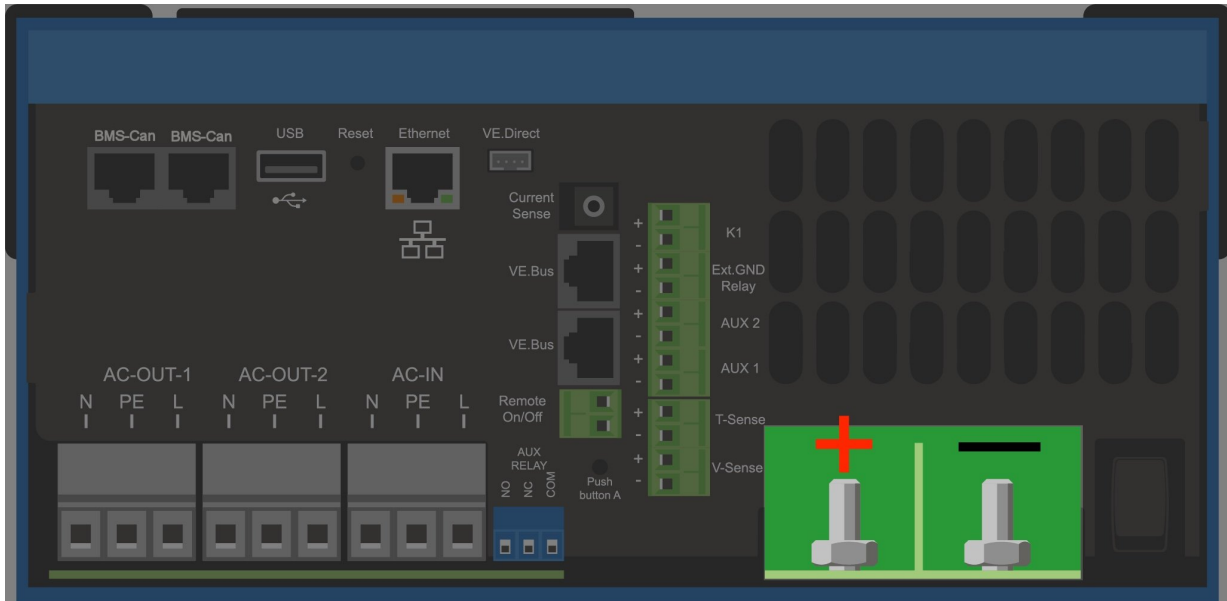 BMS-Can BMS-Can USB Reset Ethernet VE.Direct
Current
Sense
+
K1
-
VE.Bus
+
Ext.GND
Relay
-
+
AUX 2
-
VE.Bus
+
AUX 1
-
AC-OUT-1 AC-OUT-2 AC-IN
N PE L N PE L N PE L
Remote
On/Off
+
T-Sense
-
+
V-Sense
-
AUX
RELAY
NO NC COM
Push
button A
+ -